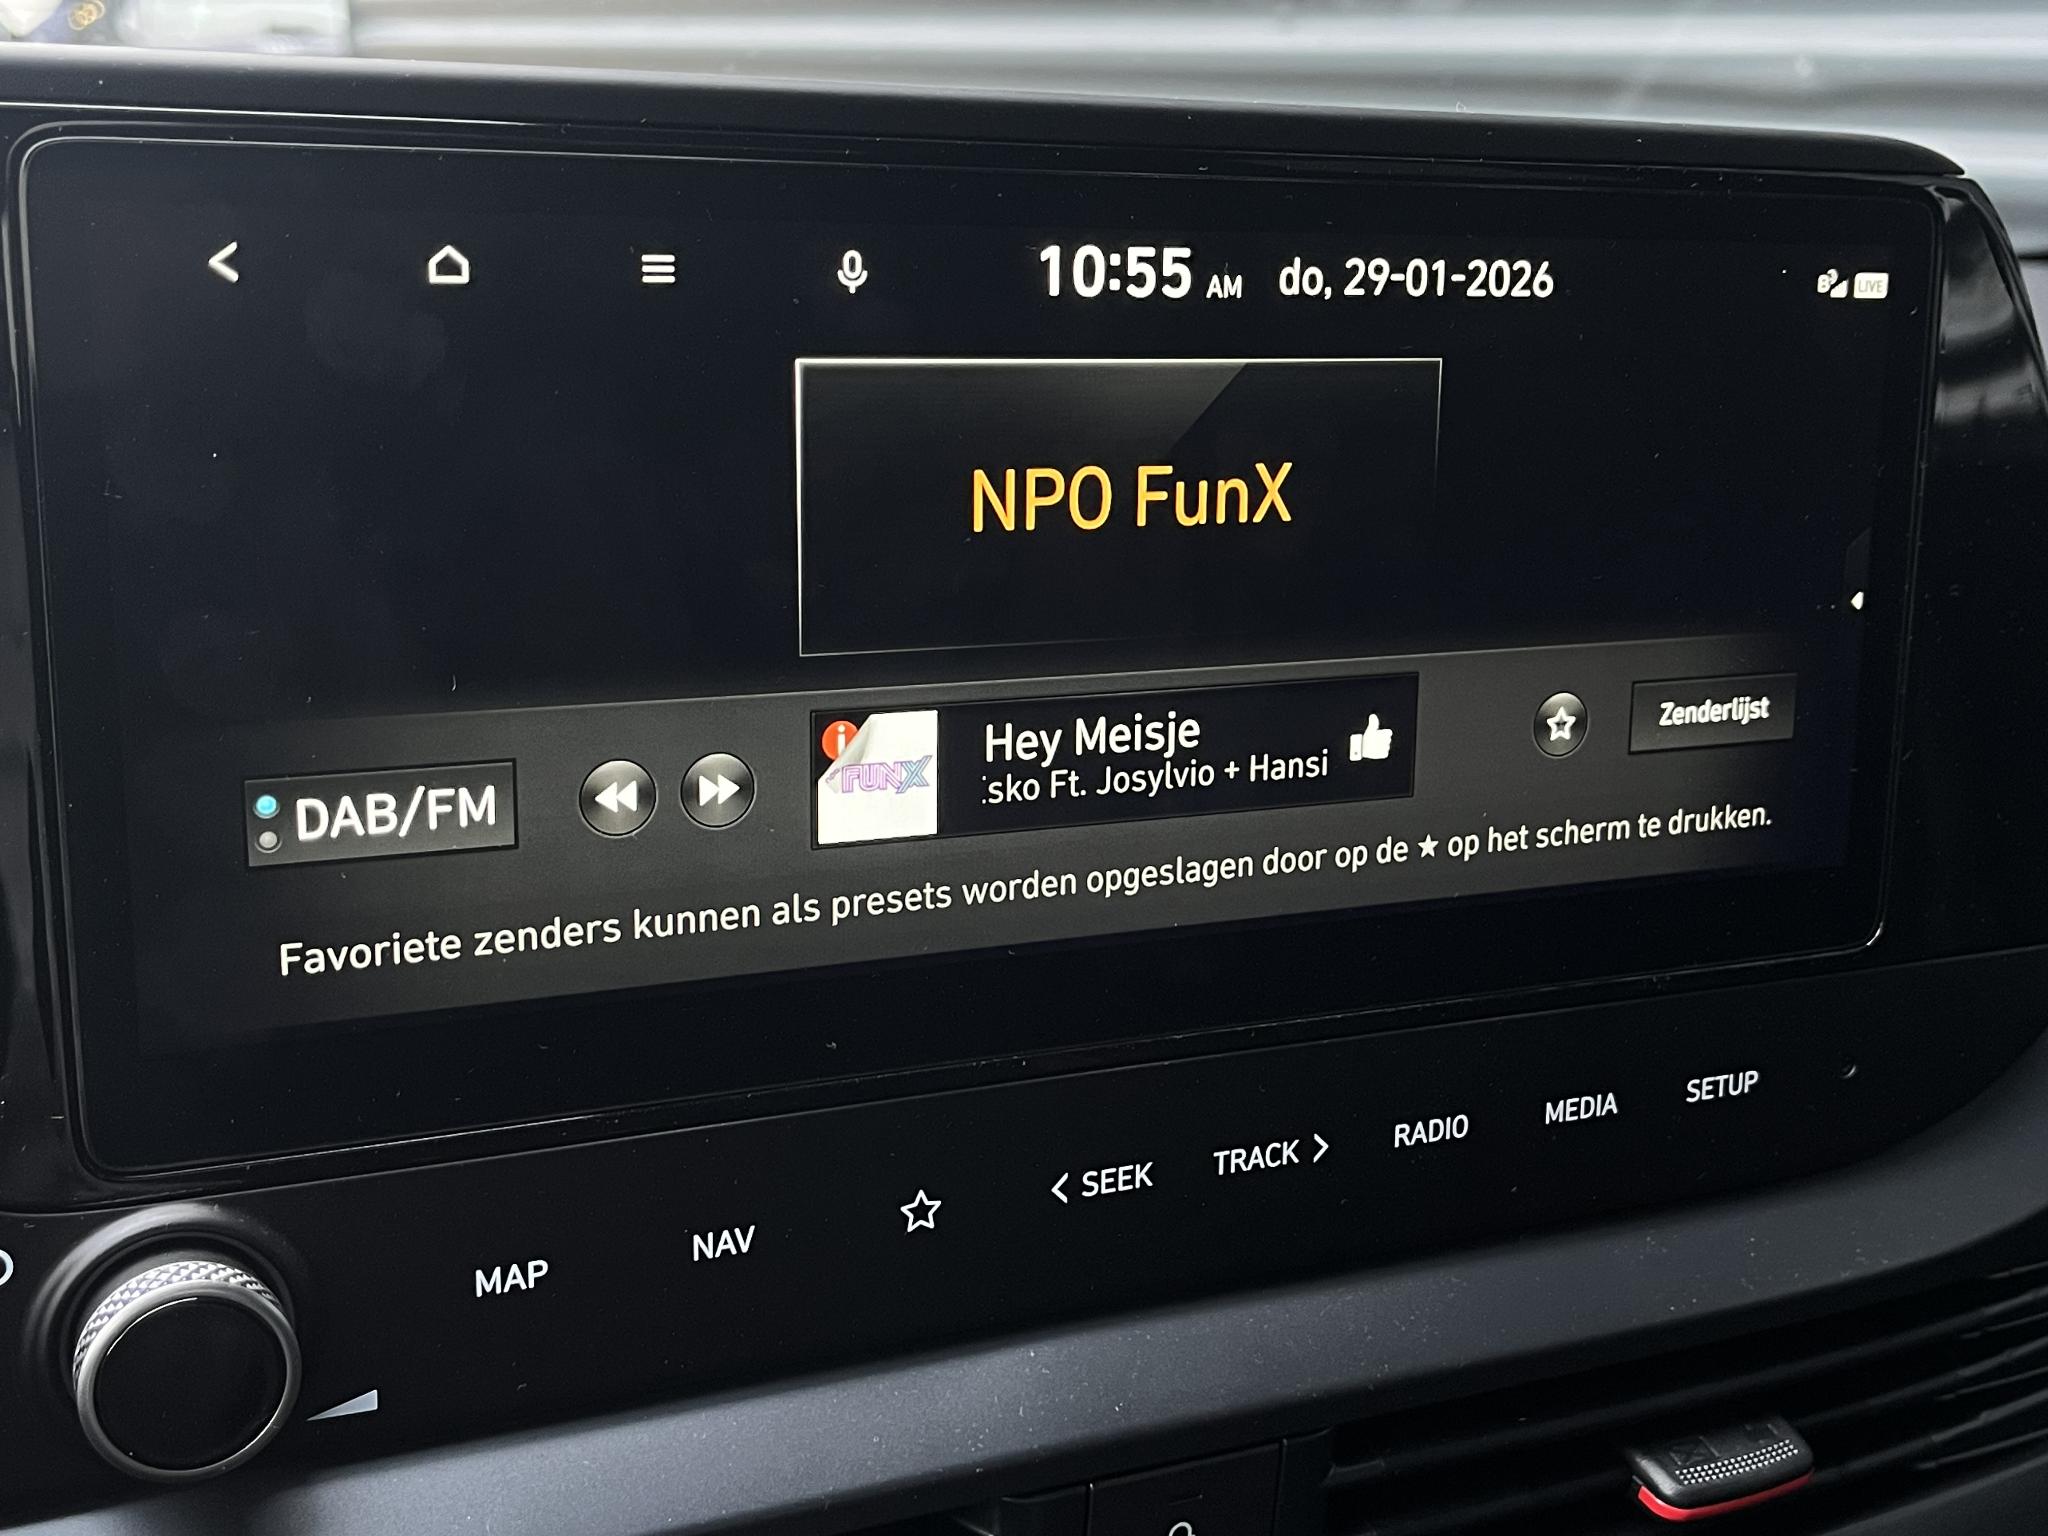 10:55 AM do, 29-01-2026
LIVE
NPO FunX
Hey Meisje
sko Ft. Josylvio + Hansi
FUNX
Zenderlijst
DAB/FM
Favoriete zenders kunnen als presets worden opgeslagen door op de ★ op het scherm te drukken.
MAP
NAV
< SEEK
TRACK >
RADIO
MEDIA
SETUP